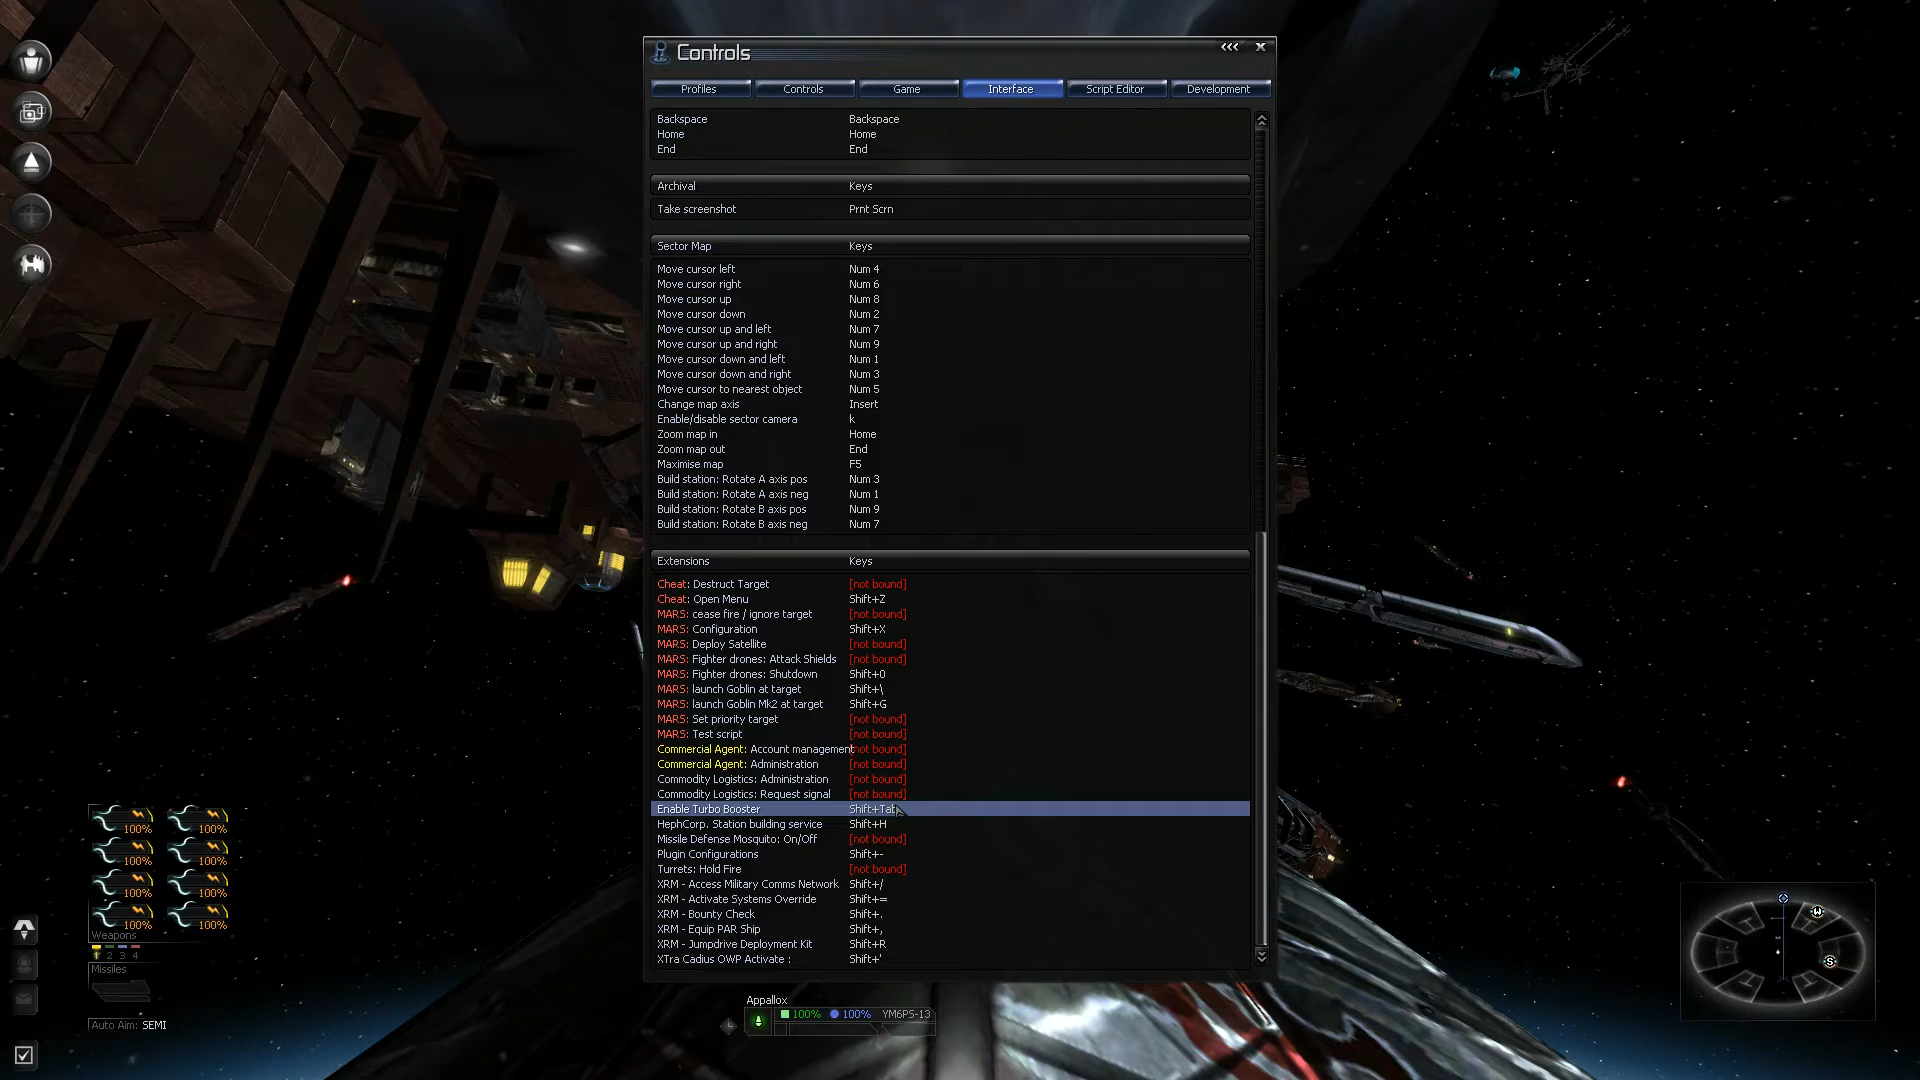 Controls
Profiles Controls Game Interface Script Editor Development
Backspace Backspace
Home Home
End End
Archival Keys
Take screenshot Prnt Scrn
Sector Map Keys
Move cursor left Num 4
Move cursor right Num 6
Move cursor up Num 8
Move cursor down Num 2
Move cursor up and left Num 7
Move cursor up and right Num 9
Move cursor down and left Num 1
Move cursor down and right Num 3
Move cursor to nearest object Num 5
Change map axis Insert
Enable/disable sector camera k
Zoom map in Home
Zoom map out End
Maximise map F5
Build station: Rotate A axis pos Num 3
Build station: Rotate A axis neg Num 1
Build station: Rotate B axis pos Num 9
Build station: Rotate B axis neg Num 7
Extensions Keys
Cheat: Destruct Target [not bound]
Cheat: Open Menu Shift+Z
MARS: cease fire / ignore target [not bound]
MARS: Configuration Shift+X
MARS: Deploy Satellite [not bound]
MARS: Fighter drones: Attack Shields [not bound]
MARS: Fighter drones: Shutdown Shift+0
MARS: launch Goblin at target Shift+\
MARS: launch Goblin Mk2 at target Shift+G
MARS: Set priority target [not bound]
MARS: Test script [not bound]
Commercial Agent: Account management [not bound]
Commercial Agent: Administration [not bound]
Commodity Logistics: Administration [not bound]
Commodity Logistics: Request signal [not bound]
Enable Turbo Booster Shift+Tab
HephCorp. Station building service Shift+H
Missile Defense Mosquito: On/Off [not bound]
Plugin Configurations Shift+-
Turrets: Hold Fire [not bound]
XRM - Access Military Comms Network Shift+/
XRM - Activate Systems Override Shift+=
XRM - Bounty Check Shift+.
XRM - Equip PAR Ship Shift+,
XRM - Jumpdrive Deployment Kit Shift+R
XTra Cadius OWP Activate : Shift+'
100% 100%
100% 100%
100% 100%
100% 100%
Weapons
1 2 3 4
Missiles
Auto Aim: SEMI
Appallox
100% 100% YM6PS-13
W
S